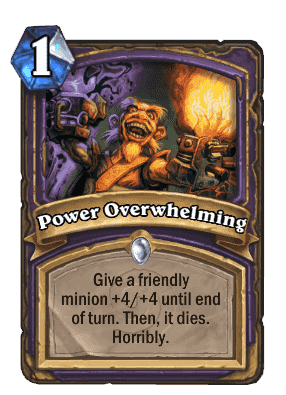 1
Power Overwhelming
Give a friendly
minion +4/+4 until end
of turn. Then, it dies.
Horribly.